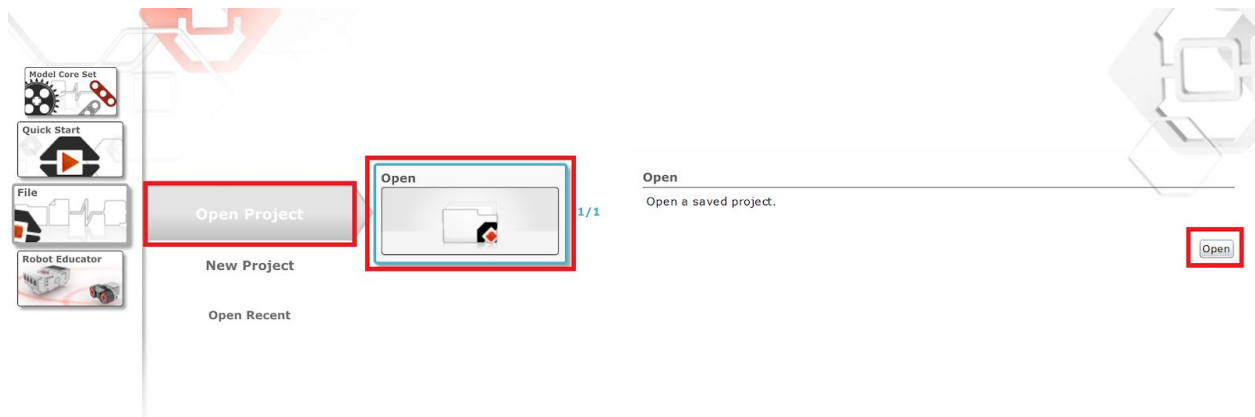 Model Core Set
Quick Start
File
Robot Educator
Open Project
New Project
Open Recent
Open
1/1
Open
Open a saved project.
Open